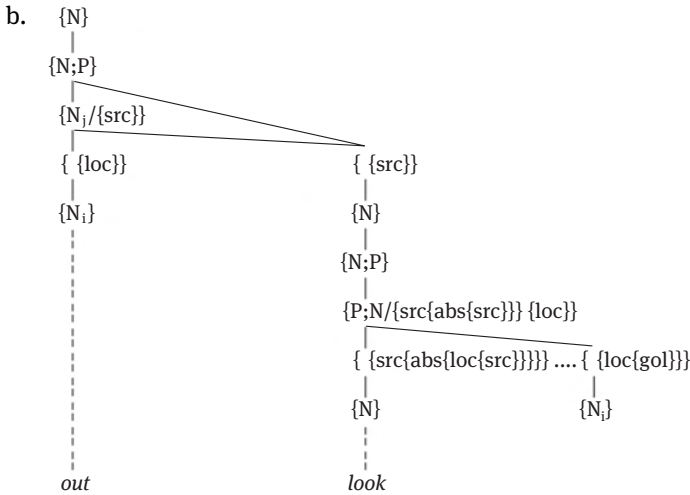 b. {N}
{N;P}
{Nj/{src}}
{ {loc}} { {src}}
{Ni} {N}
{N;P}
{P;N/{src{abs{src}}} {loc}}
{ {src{abs{loc{src}}}}} .... { {loc{gol}}}
{N} {Ni}
out look